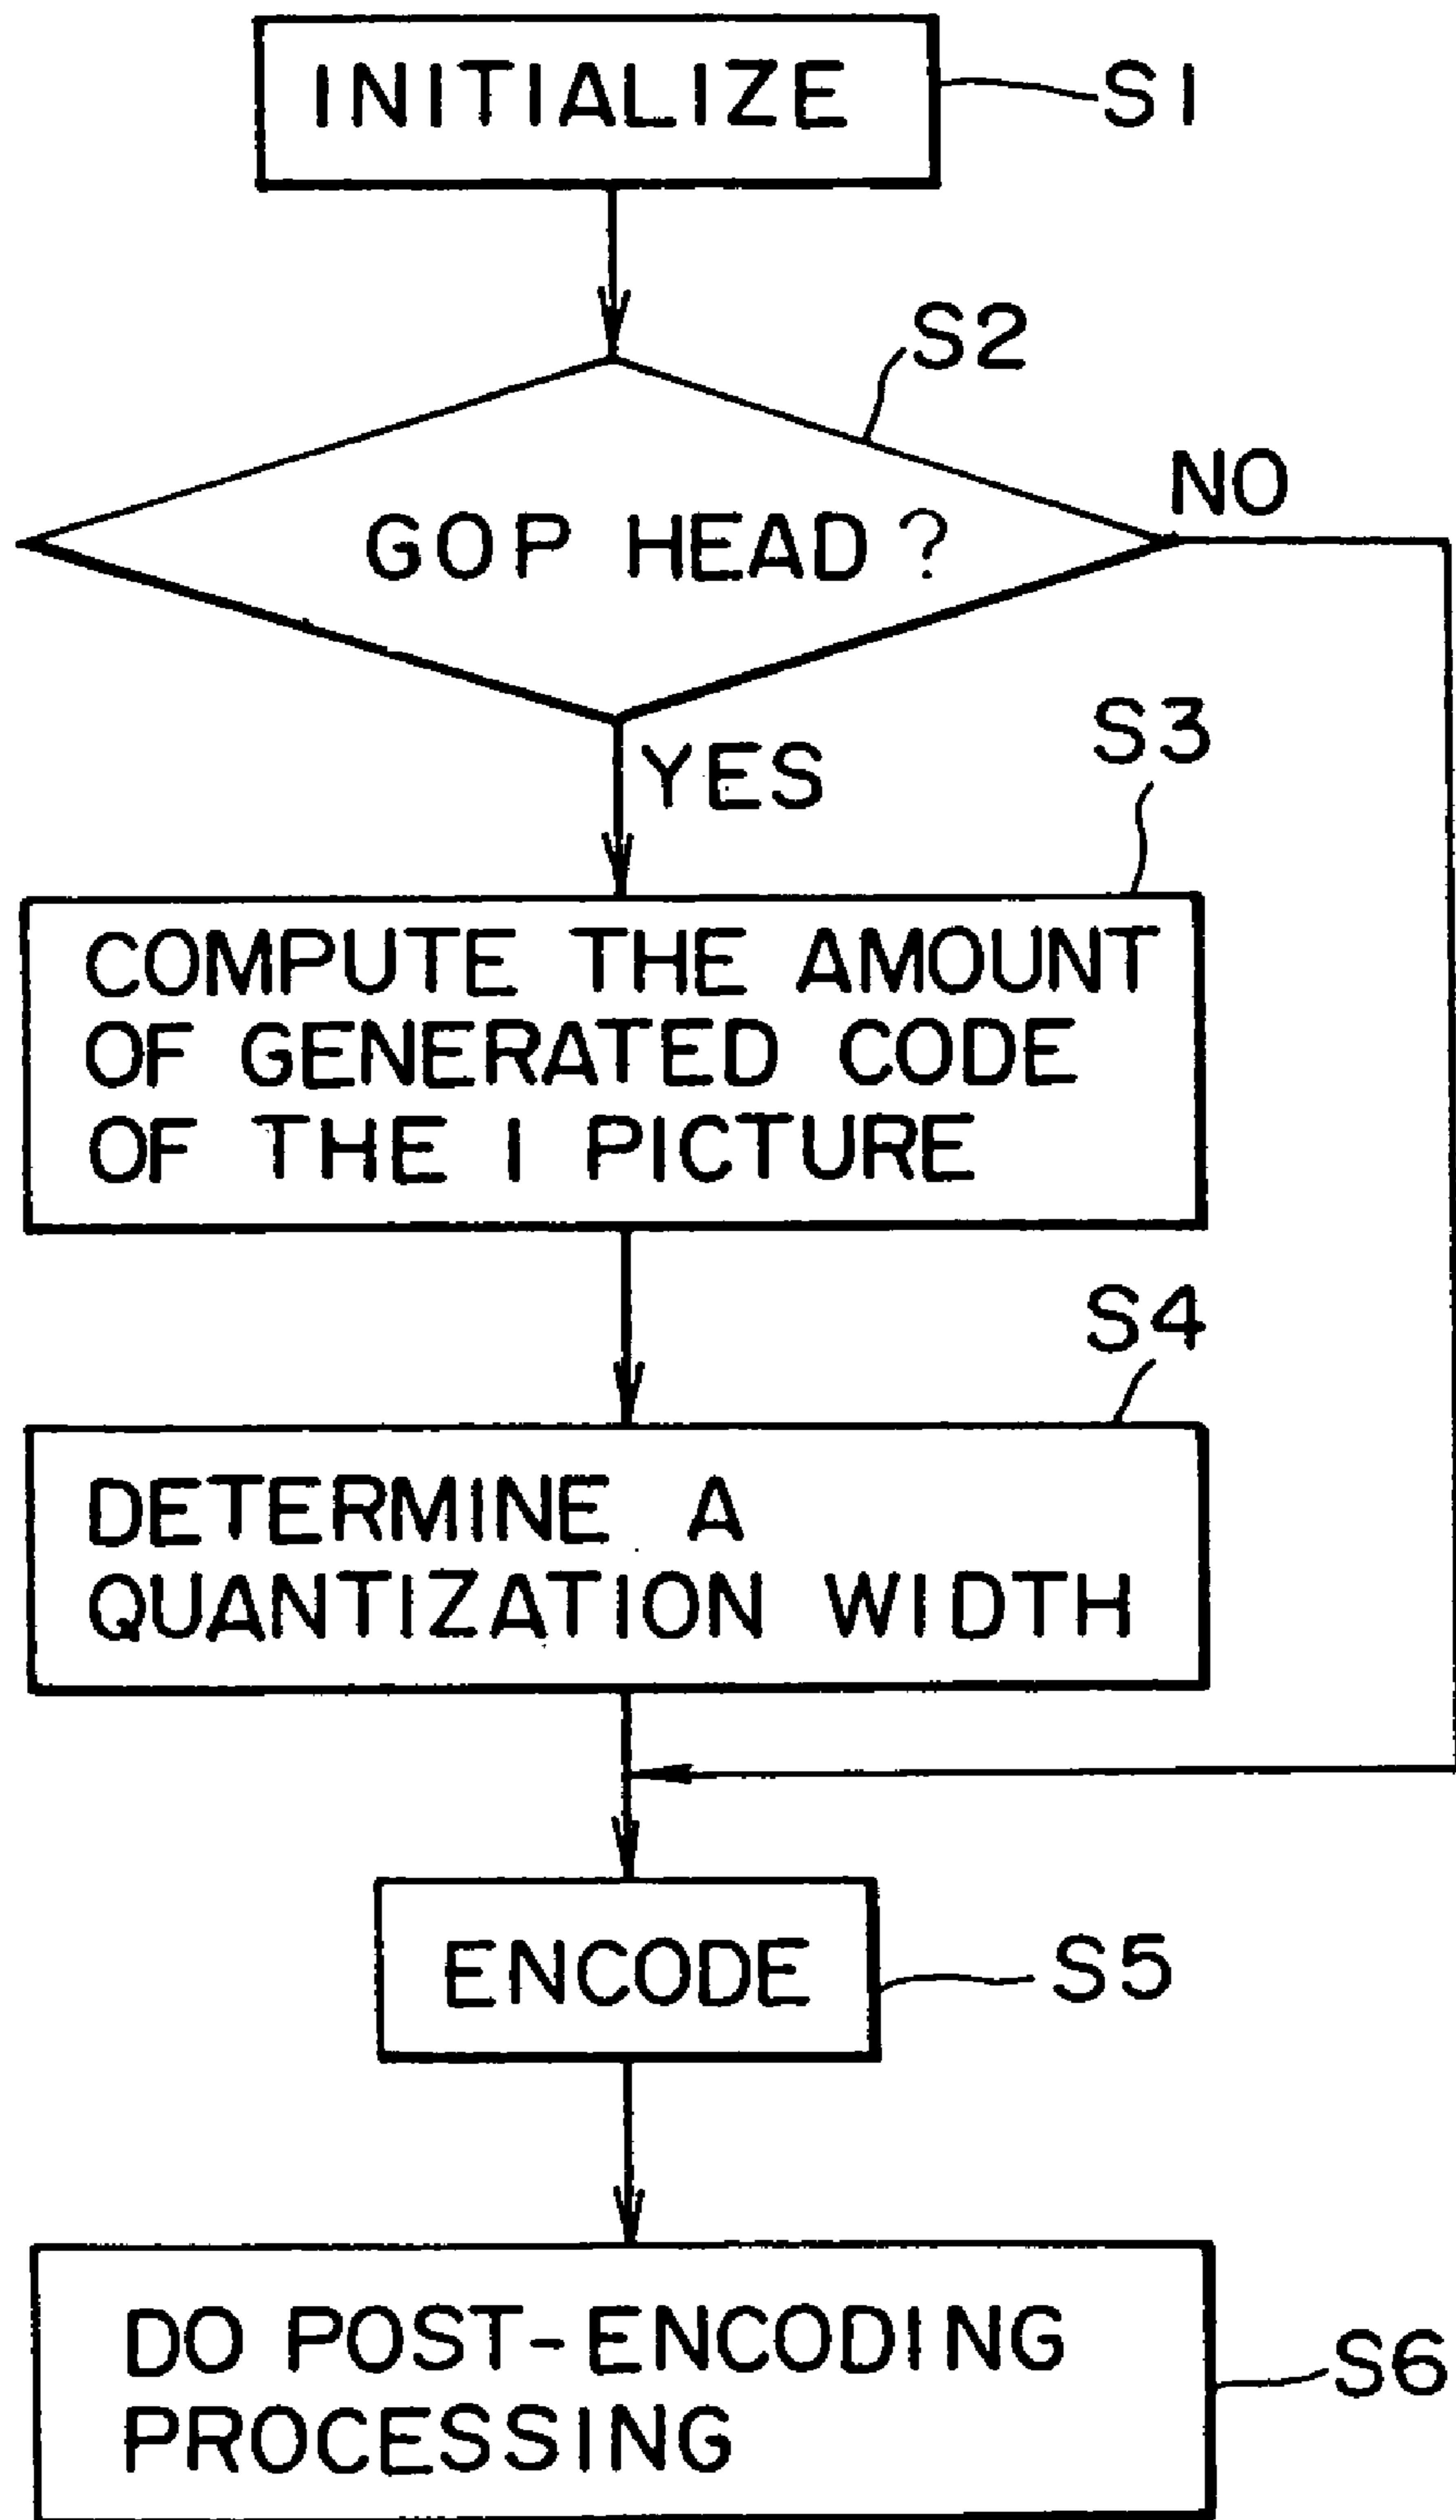 INITIALIZE
S1
S2
GOP HEAD?
NO
YES
S3
COMPUTE THE AMOUNT
OF GENERATED CODE
OF THE I PICTURE
S4
DETERMINE A
QUANTIZATION WIDTH
ENCODE
S5
DO POST-ENCODING
PROCESSING
S6